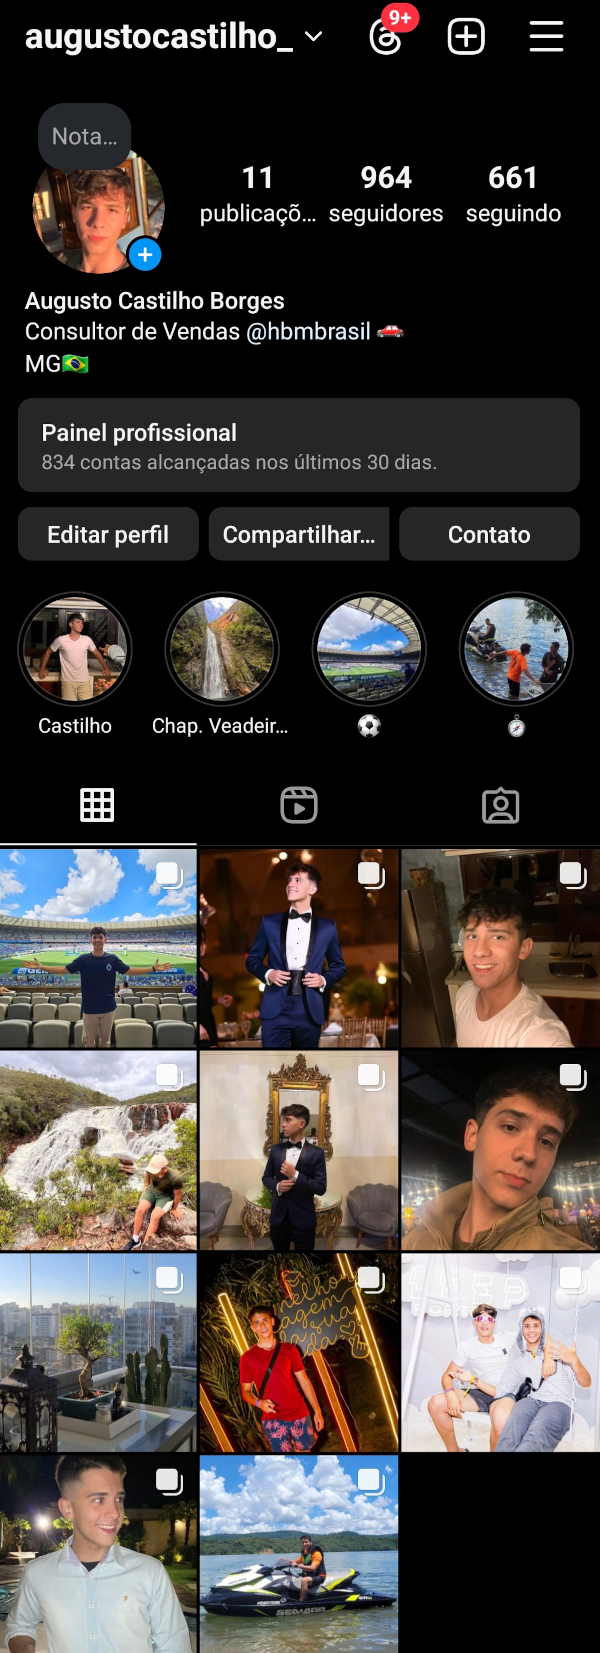 augustocastilho_
9+
Nota...
11 964 661
publicaçõ... seguidores seguindo
Augusto Castilho Borges
Consultor de Vendas @hbmbrasil 🚗
MG🇧🇷
Painel profissional
834 contas alcançadas nos últimos 30 dias.
Editar perfil Compartilhar... Contato
Castilho Chap. Veadeir... ⚽ 🧭
SEADOO